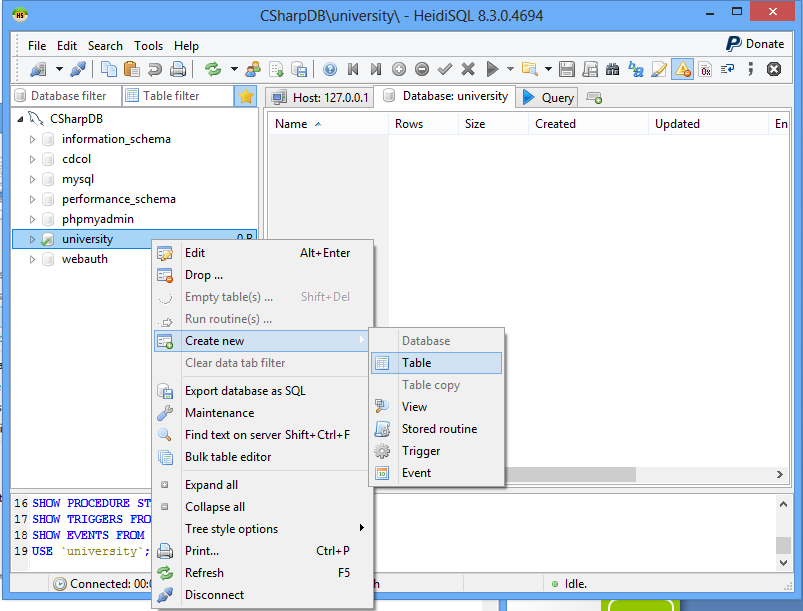 CSharpDB\university\ - HeidiSQL 8.3.0.4694
File Edit Search Tools Help
Donate
Database filter Table filter
Host: 127.0.0.1 Database: university Query
CSharpDB
information_schema
cdcol
mysql
performance_schema
phpmyadmin
university
webauth
Name Rows Size Created Updated En
Edit Alt+Enter
Drop ...
Empty table(s) ... Shift+Del
Run routine(s) ...
Create new
Clear data tab filter
Export database as SQL
Maintenance
Find text on server Shift+Ctrl+F
Bulk table editor
Expand all
Collapse all
Tree style options
Print... Ctrl+P
Refresh F5
Disconnect
Database
Table
Table copy
View
Stored routine
Trigger
Event
16 SHOW PROCEDURE ST
17 SHOW TRIGGERS FRO
18 SHOW EVENTS FROM
19 USE `university`;
Connected: 00:0 h Idle.